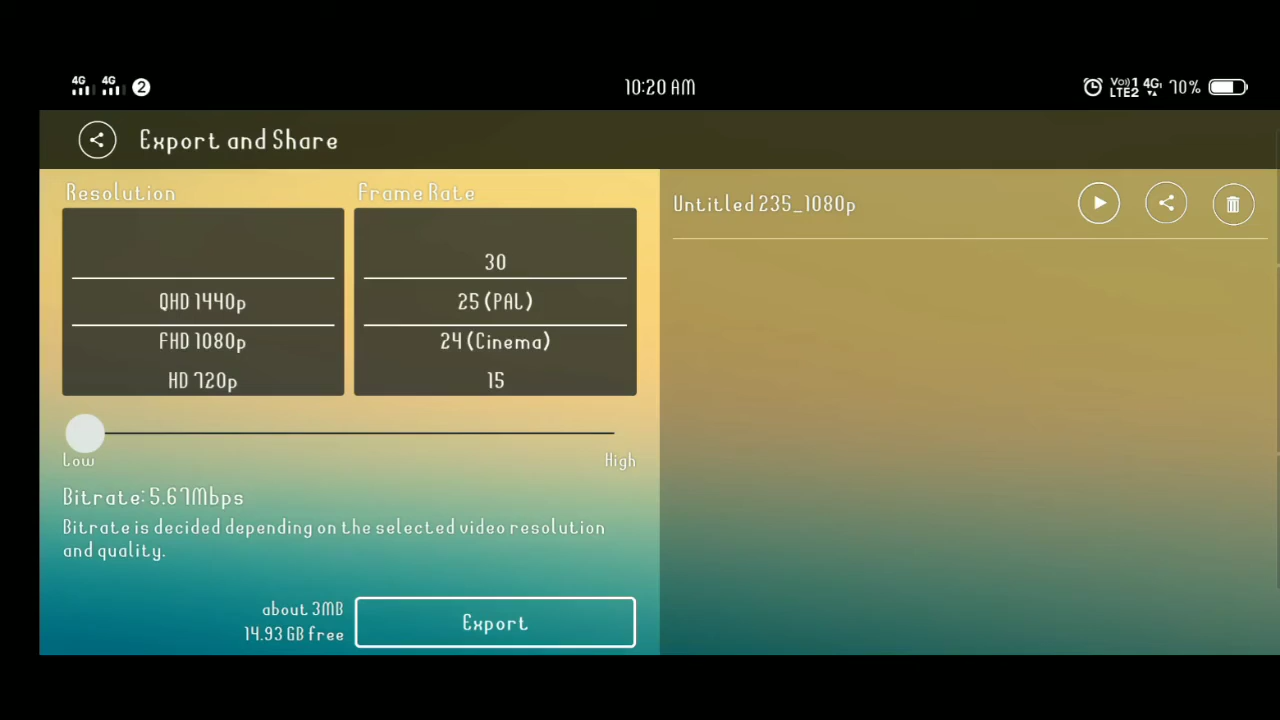 4G 4G 2
10:20 AM
Vo)) 1 LTE2 4G 70%
Export and Share
Resolution
QHD 1440p
FHD 1080p
HD 720p
Frame Rate
30
25 (PAL)
24 (Cinema)
15
Low
High
Bitrate: 5.67Mbps
Bitrate is decided depending on the selected video resolution
and quality.
about 3MB
14.93 GB free
Export
Untitled 235_1080p